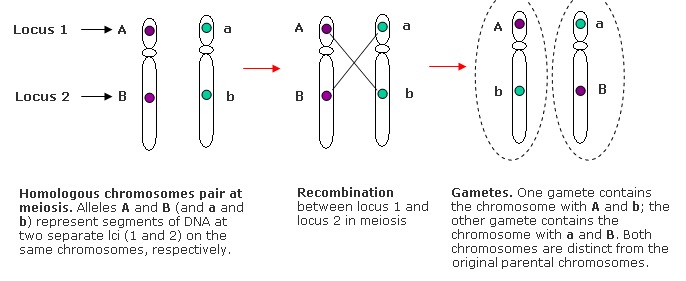 Locus 1 A a A a A a
Locus 2 B b B b b B
Homologous chromosomes pair at
meiosis. Alleles A and B (and a and
b) represent segments of DNA at
two separate lci (1 and 2) on the
same chromosomes, respectively.
Recombination
between locus 1 and
locus 2 in meiosis
Gametes. One gamete contains
the chromosome with A and b; the
other gamete contains the
chromosome with a and B. Both
chromosomes are distinct from the
original parental chromosomes.